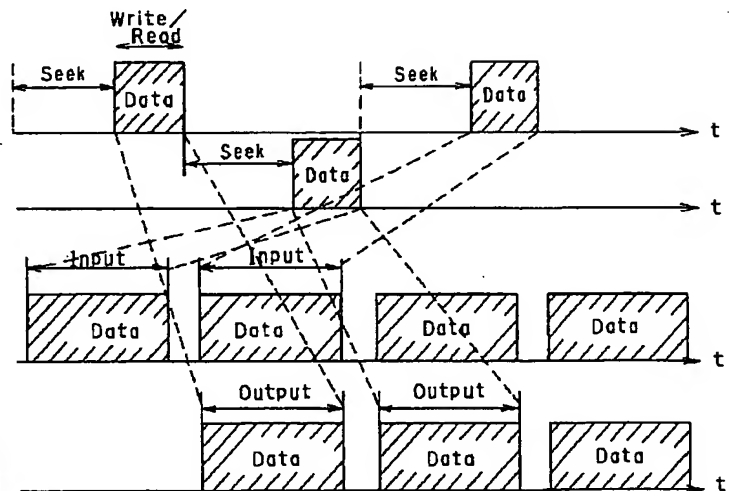 Write/
Read
Seek
Data
Seek
Data
t
Seek
Data
t
Input
Input
Data
Data
Data
Data
t
Output
Output
Data
Data
Data
t